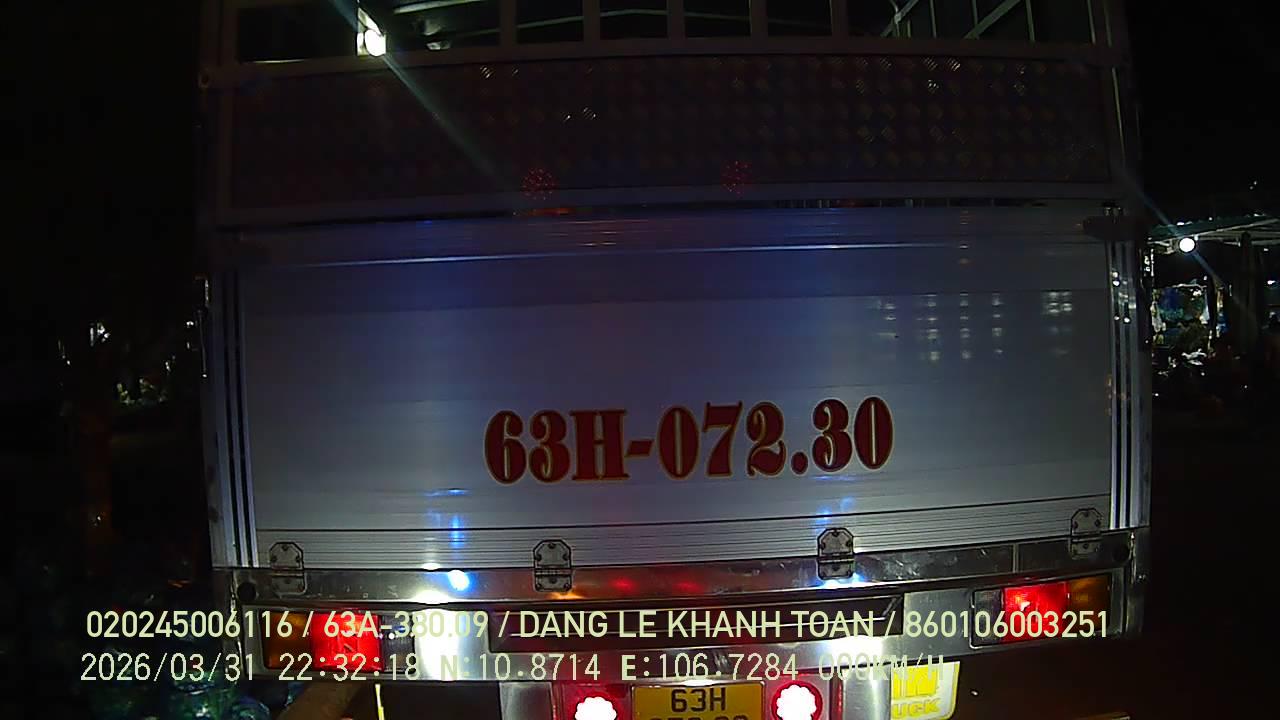 63H-072.30
020245006116 / 63A-380.09 / DANG LE KHANH TOAN / 860106003251
2026/03/31 22:32:18 N:10.8714 E:106.7284 000KM/H
63H